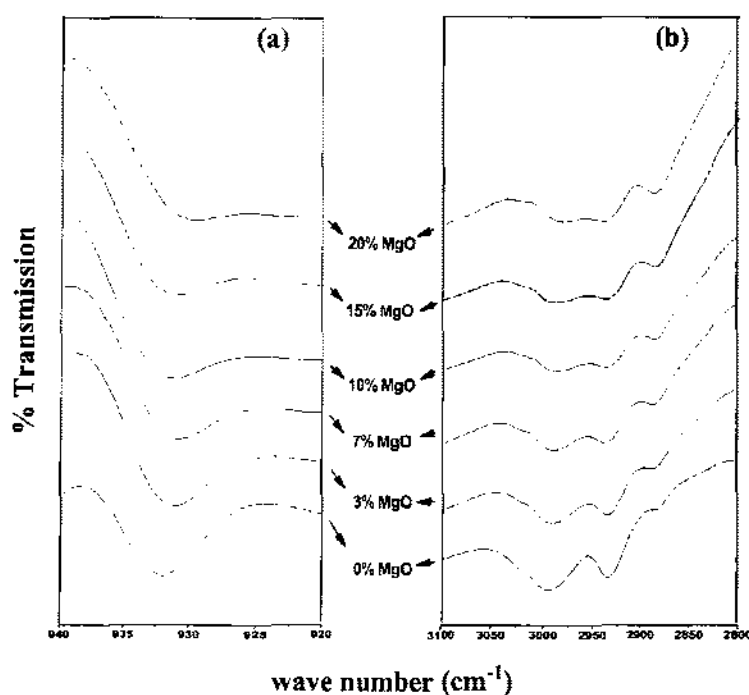 (a) (b)
% Transmission
20% MgO
15% MgO
10% MgO
7% MgO
3% MgO
0% MgO
940 935 930 925 920 3100 3050 3000 2950 2900 2850 2800
wave number (cm⁻¹)